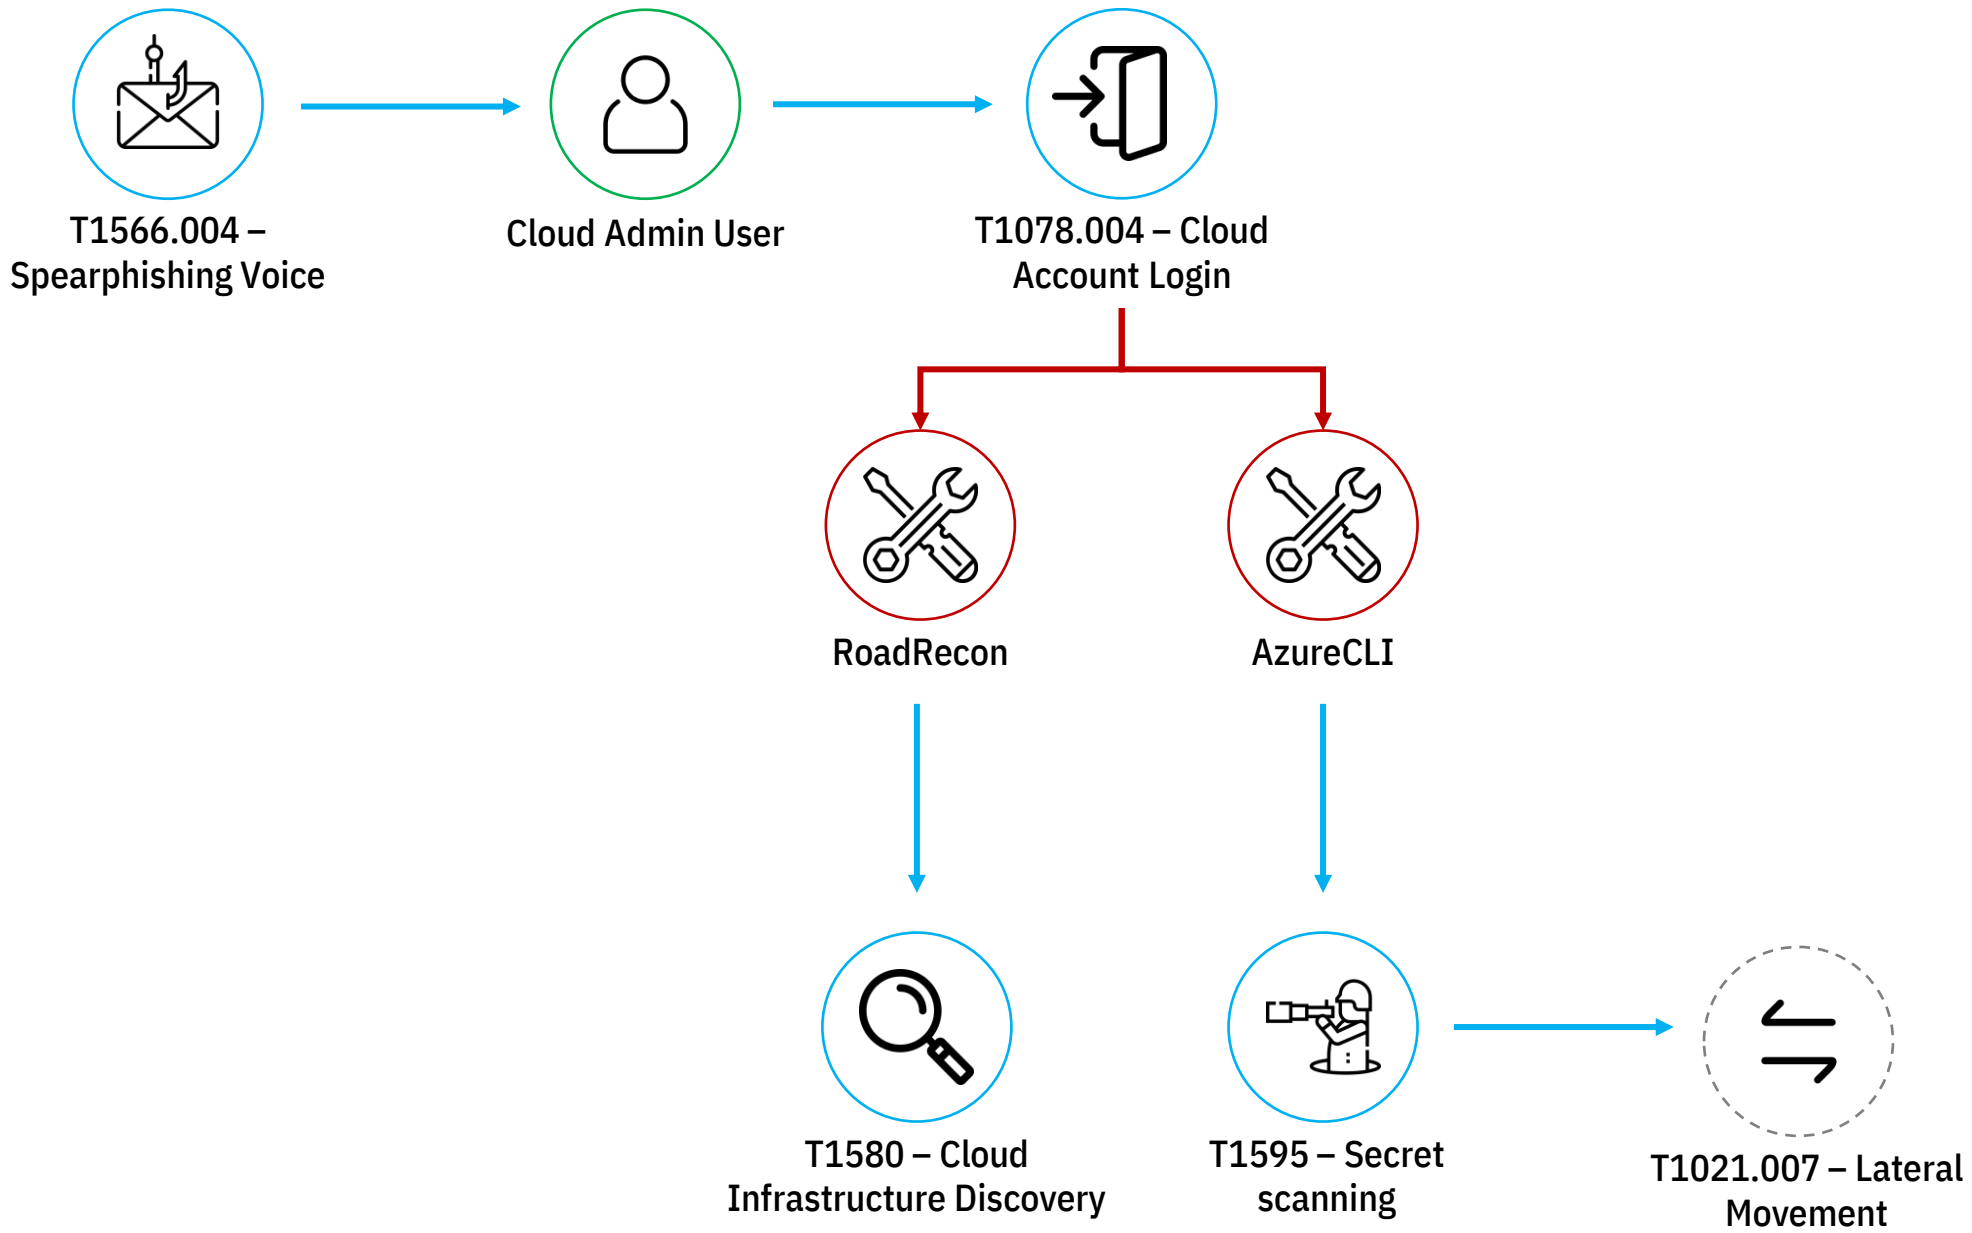 T1566.004 –
Spearphishing Voice
Cloud Admin User
T1078.004 – Cloud
Account Login
RoadRecon
AzureCLI
T1580 – Cloud
Infrastructure Discovery
T1595 – Secret
scanning
T1021.007 – Lateral
Movement